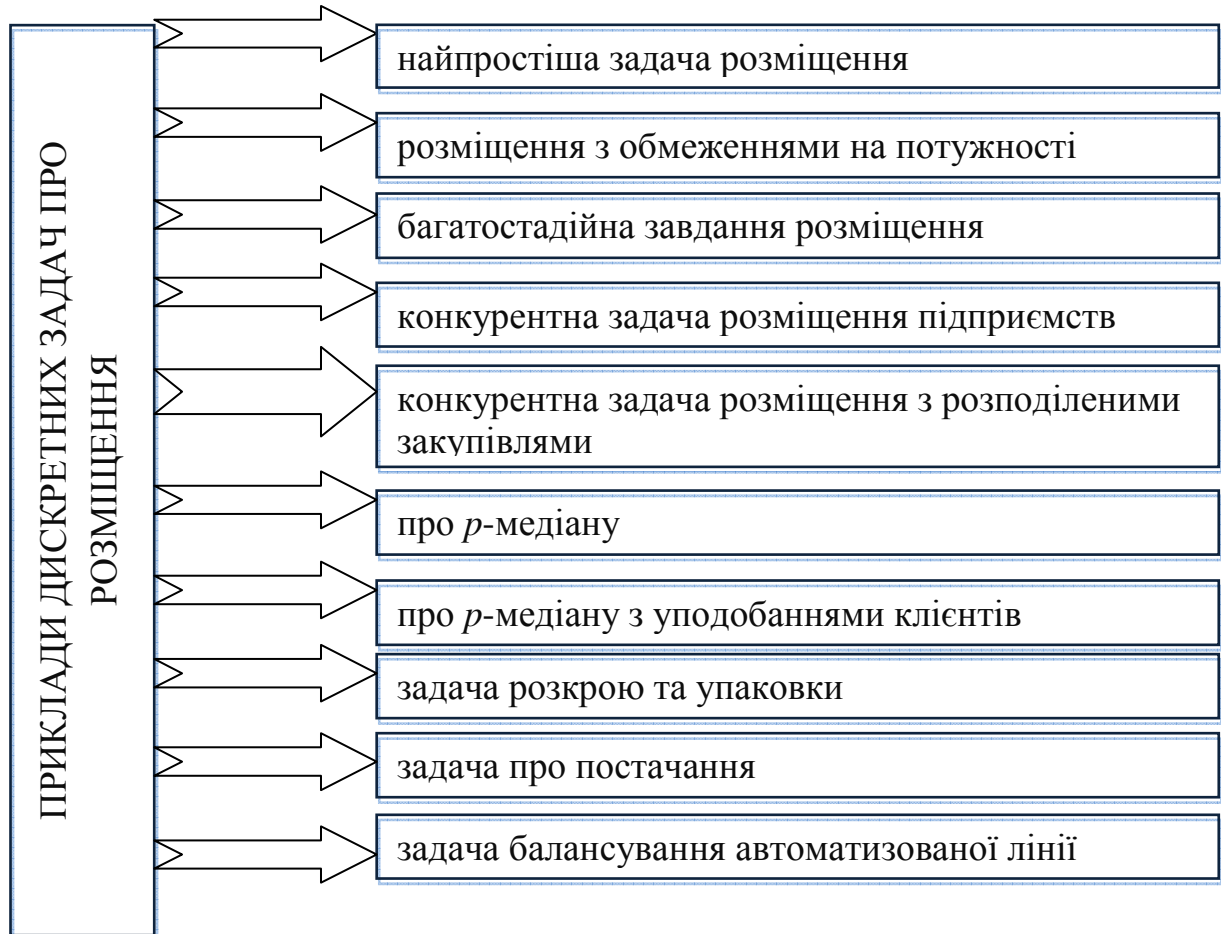 ПРИКЛАДИ ДИСКРЕТНИХ ЗАДАЧ ПРО
РОЗМІЩЕННЯ
найпростіша задача розміщення
розміщення з обмеженнями на потужності
багатостадійна завдання розміщення
конкурентна задача розміщення підприємств
конкурентна задача розміщення з розподіленими
закупівлями
про p-медіану
про p-медіану з уподобаннями клієнтів
задача розкрою та упаковки
задача про постачання
задача балансування автоматизованої лінії